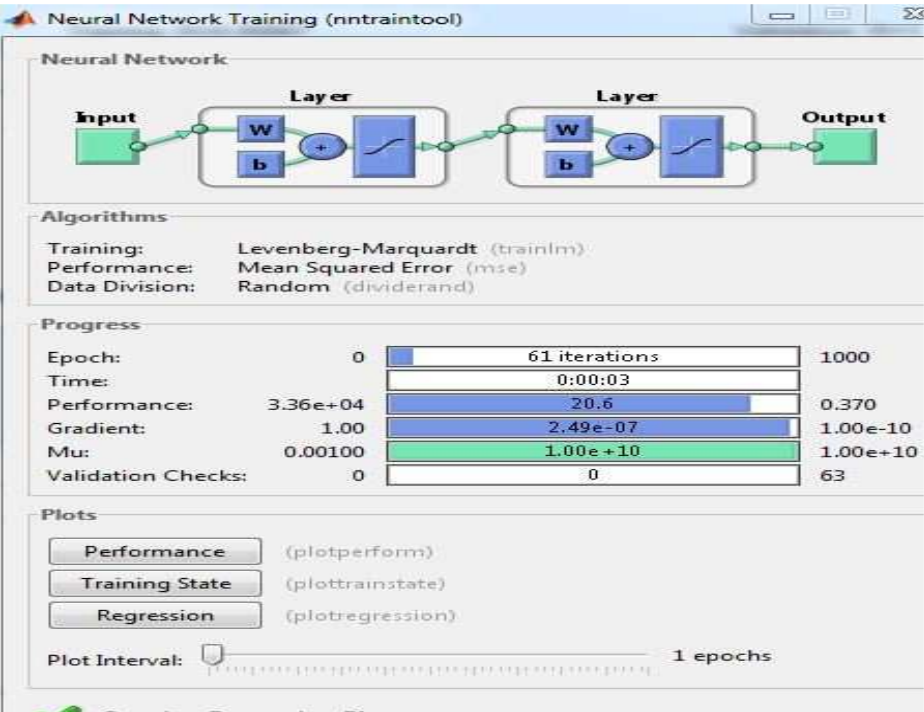 Neural Network Training (nntraintool)
Neural Network
Layer Layer
Input Output
W W
b + b +
Algorithms
Training: Levenberg-Marquardt (trainlm)
Performance: Mean Squared Error (mse)
Data Division: Random (dividerand)
Progress
Epoch: 0 61 iterations 1000
Time: 0:00:03
Performance: 3.36e+04 20.6 0.370
Gradient: 1.00 2.49e-07 1.00e-10
Mu: 0.00100 1.00e+10 1.00e+10
Validation Checks: 0 0 63
Plots
Performance (plotperform)
Training State (plottrainstate)
Regression (plotregression)
Plot Interval: 1 epochs